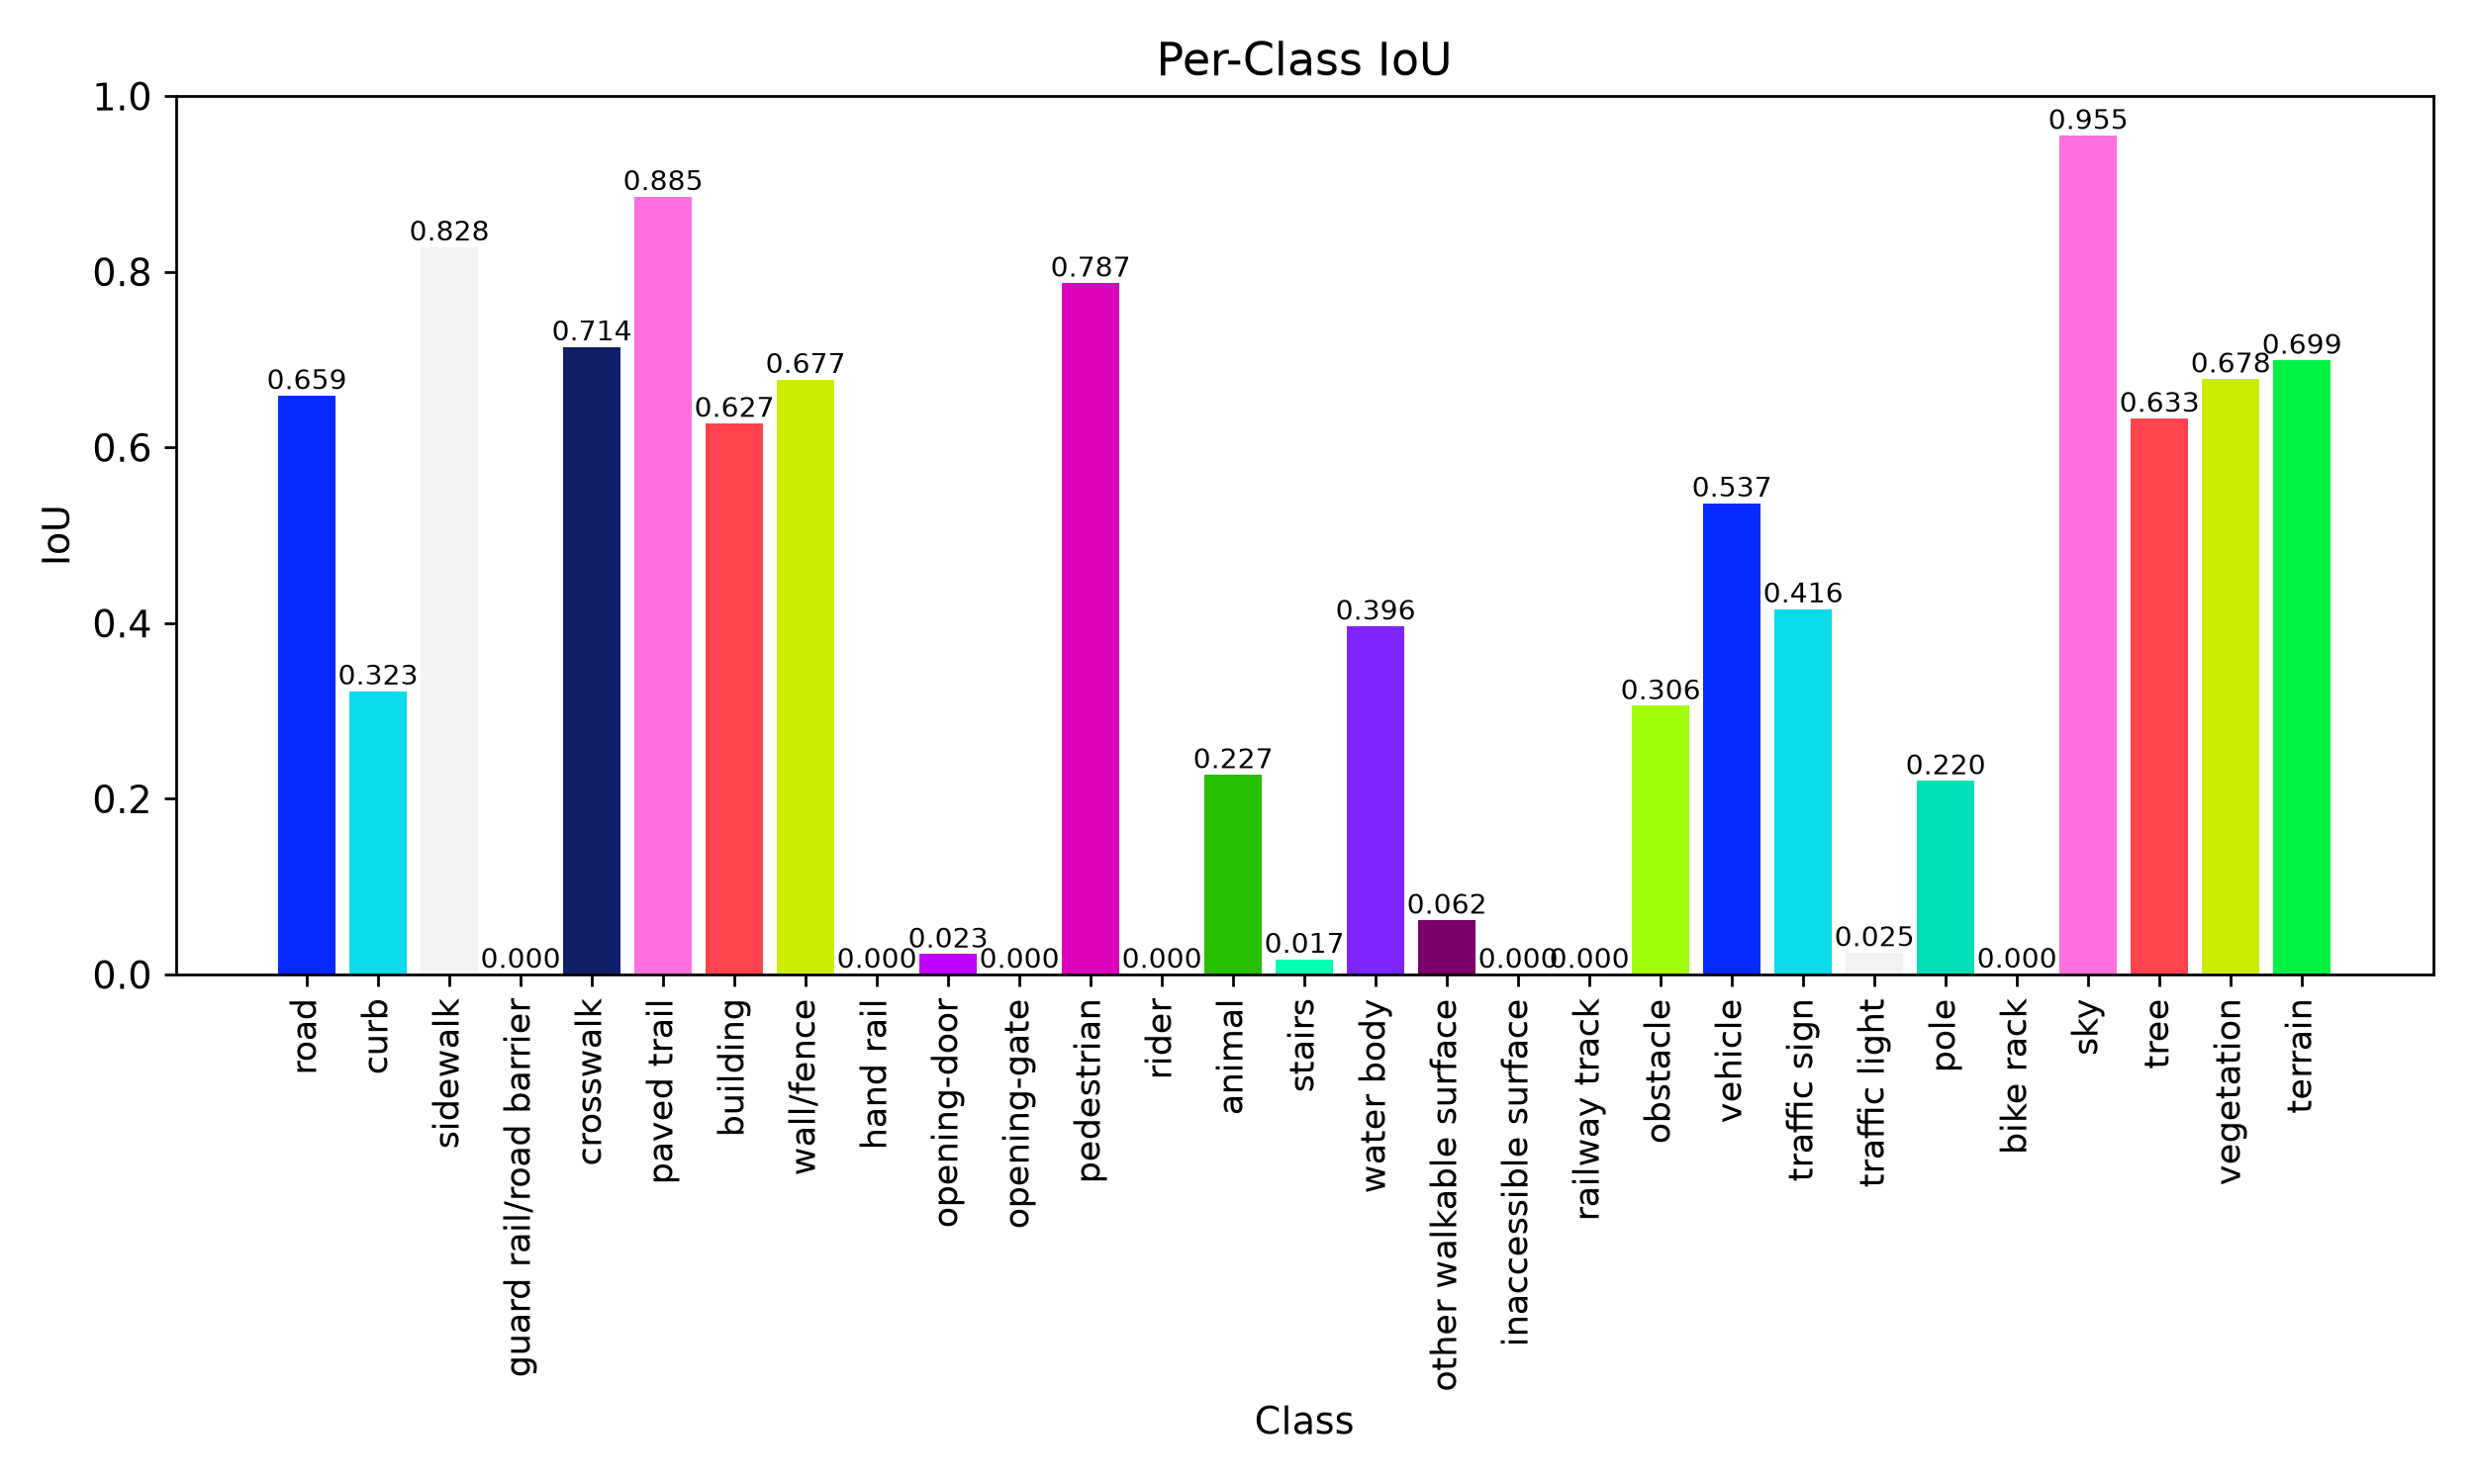 Per-Class IoU
1.0
0.8
0.6
0.4
0.2
0.0
IoU
0.659
0.323
0.828
0.000
0.714
0.885
0.627
0.677
0.000
0.023
0.000
0.787
0.000
0.227
0.017
0.396
0.062
0.000
0.000
0.306
0.537
0.416
0.025
0.220
0.000
0.955
0.633
0.678
0.699
road
curb
sidewalk
guard rail/road barrier
crosswalk
paved trail
building
wall/fence
hand rail
opening-door
opening-gate
pedestrian
rider
animal
stairs
water body
other walkable surface
inaccessible surface
railway track
obstacle
vehicle
traffic sign
traffic light
pole
bike rack
sky
tree
vegetation
terrain
Class